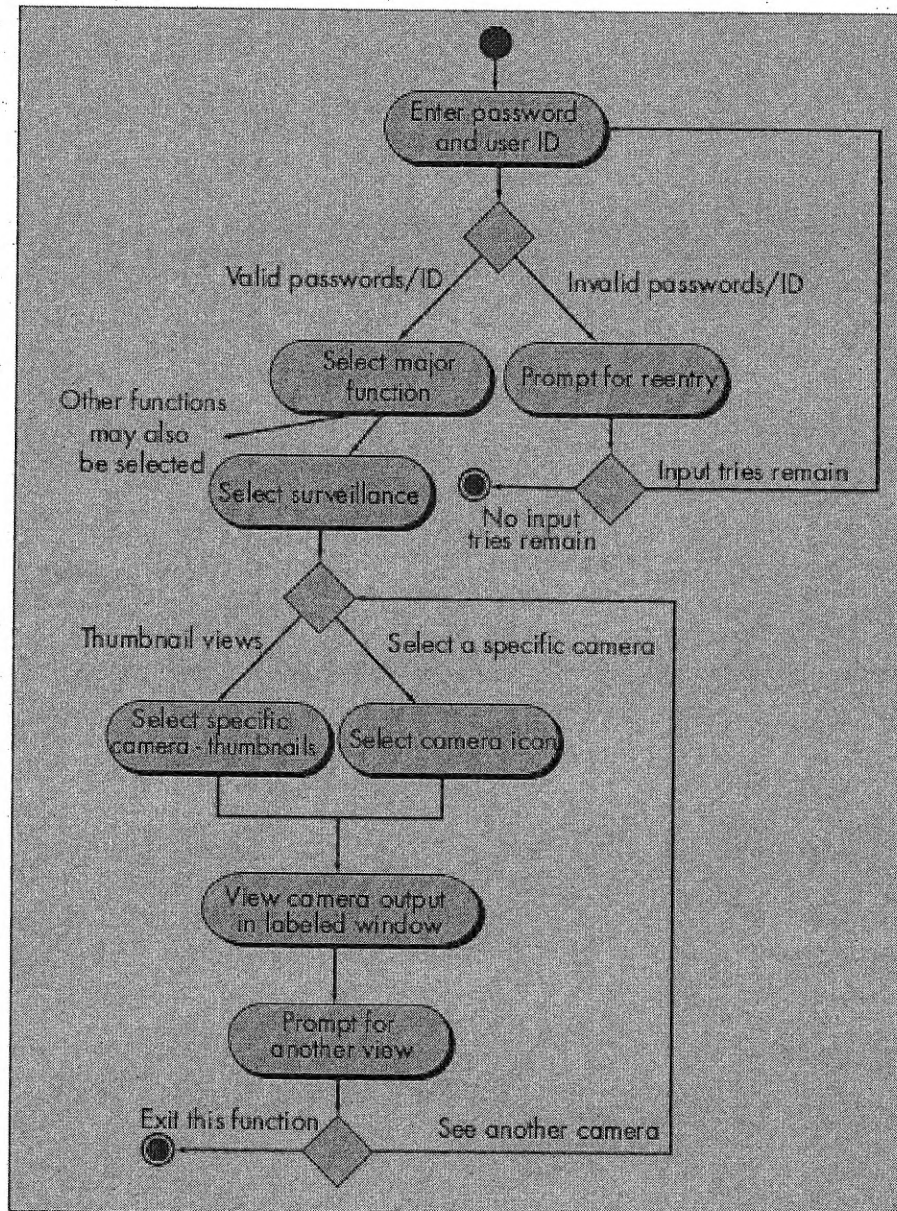 Enter password
and user ID
Valid passwords/ID
Invalid passwords/ID
Select major
function
Prompt for reentry
Other functions
may also
be selected
Select surveillance
Input tries remain
No input
tries remain
Thumbnail views
Select a specific camera
Select specific
camera - thumbnails
Select camera icon
View camera output
in labeled window
Prompt for
another view
Exit this function
See another camera